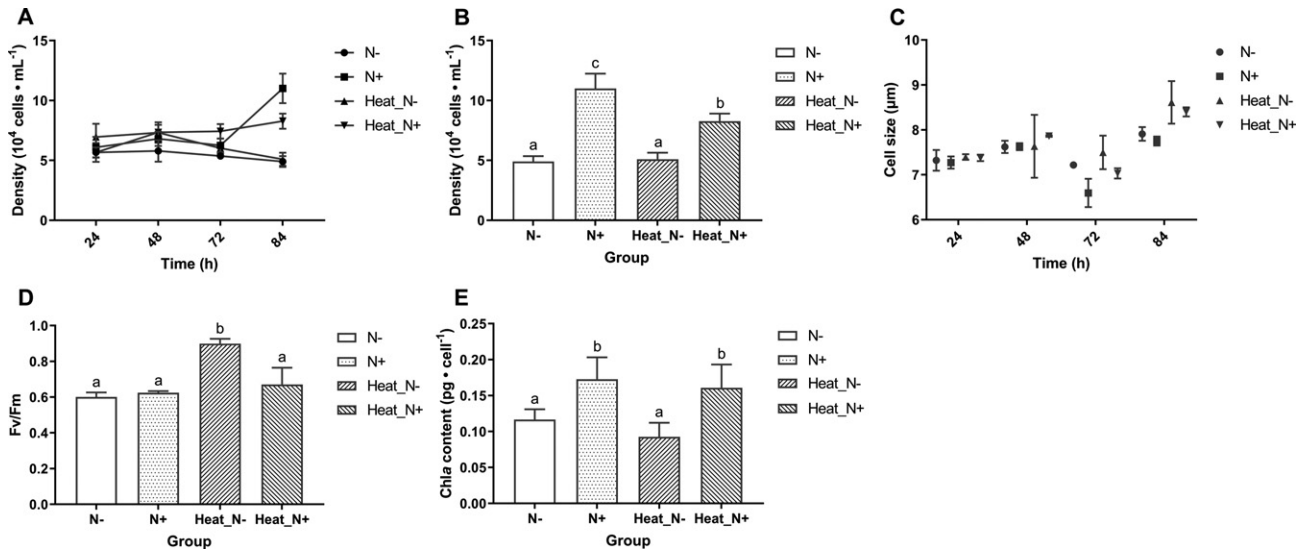 A
Density (10⁴ cells • mL⁻¹)
15
10
5
0
24
48
72
84
Time (h)
N-
N+
Heat_N-
Heat_N+
B
Density (10⁴ cells • mL⁻¹)
15
10
5
0
a
c
a
b
N-
N+
Heat_N-
Heat_N+
Group
N-
N+
Heat_N-
Heat_N+
C
Cell size (μm)
10
9
8
7
6
24
48
72
84
Time (h)
N-
N+
Heat_N-
Heat_N+
D
Fv/Fm
1.0
0.8
0.6
0.4
0.2
0.0
a
a
b
a
N-
N+
Heat_N-
Heat_N+
Group
N-
N+
Heat_N-
Heat_N+
E
Chla content (pg • cell⁻¹)
0.25
0.20
0.15
0.10
0.05
0.00
a
b
a
b
N-
N+
Heat_N-
Heat_N+
Group
N-
N+
Heat_N-
Heat_N+